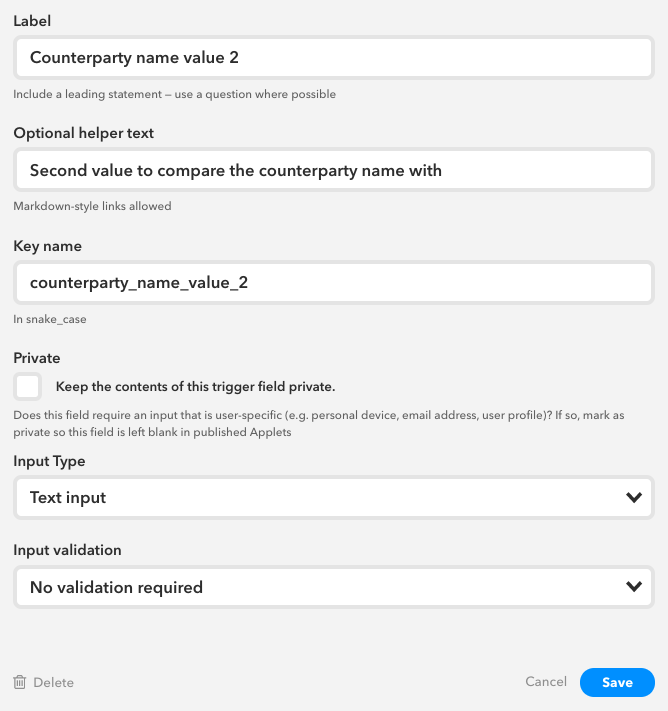 Label
Counterparty name value 2
Include a leading statement – use a question where possible
Optional helper text
Second value to compare the counterparty name with
Markdown-style links allowed
Key name
counterparty_name_value_2
In snake_case
Private
Keep the contents of this trigger field private.
Does this field require an input that is user-specific (e.g. personal device, email address, user profile)? If so, mark as
private so this field is left blank in published Applets
Input Type
Text input
Input validation
No validation required
Delete
Cancel
Save